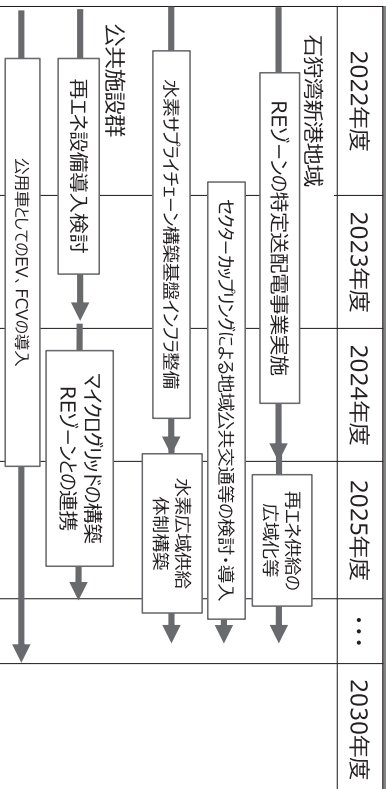 2022年度
2023年度
2024年度
2025年度
・・・
2030年度
石狩湾新港地域
REゾーンの特定送配電事業実施
再エネ供給の
広域化等
セクターカップリングによる地域公共交通等の検討・導入
水素サプライチェーン構築基盤インフラ整備
水素広域供給
体制構築
公共施設群
再エネ設備導入検討
マイクログリッドの構築
REゾーンとの連携
公用車としてのEV、FCVの導入